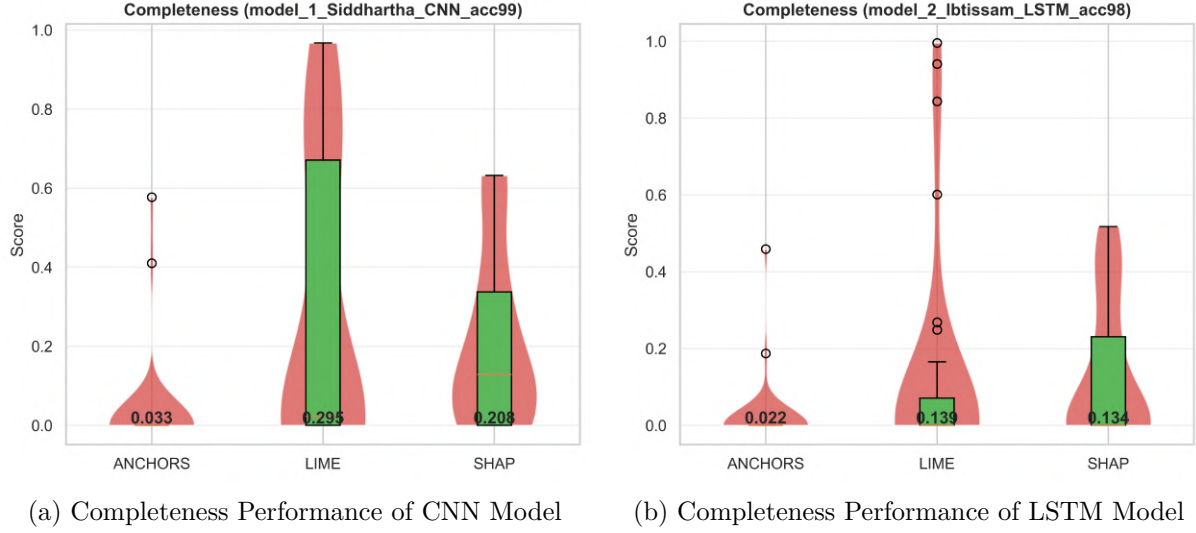 Completeness (model_1_Siddhartha_CNN_acc99)
1.0
0.8
0.6
0.4
0.2
0.0
Score
0.033
0.295
0.208
ANCHORS LIME SHAP
(a) Completeness Performance of CNN Model
Completeness (model_2_Ibtissam_LSTM_acc98)
1.0
0.8
0.6
0.4
0.2
0.0
Score
0.022
0.139
0.134
ANCHORS LIME SHAP
(b) Completeness Performance of LSTM Model